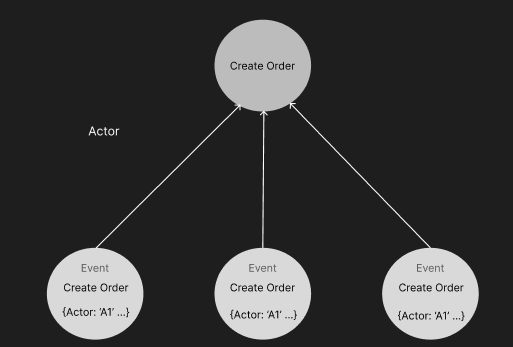 Create Order
Actor
Event
Create Order
{Actor: ‘A1’ ...}
Event
Create Order
{Actor: ‘A1’ ...}
Event
Create Order
{Actor: ‘A1’ ...}